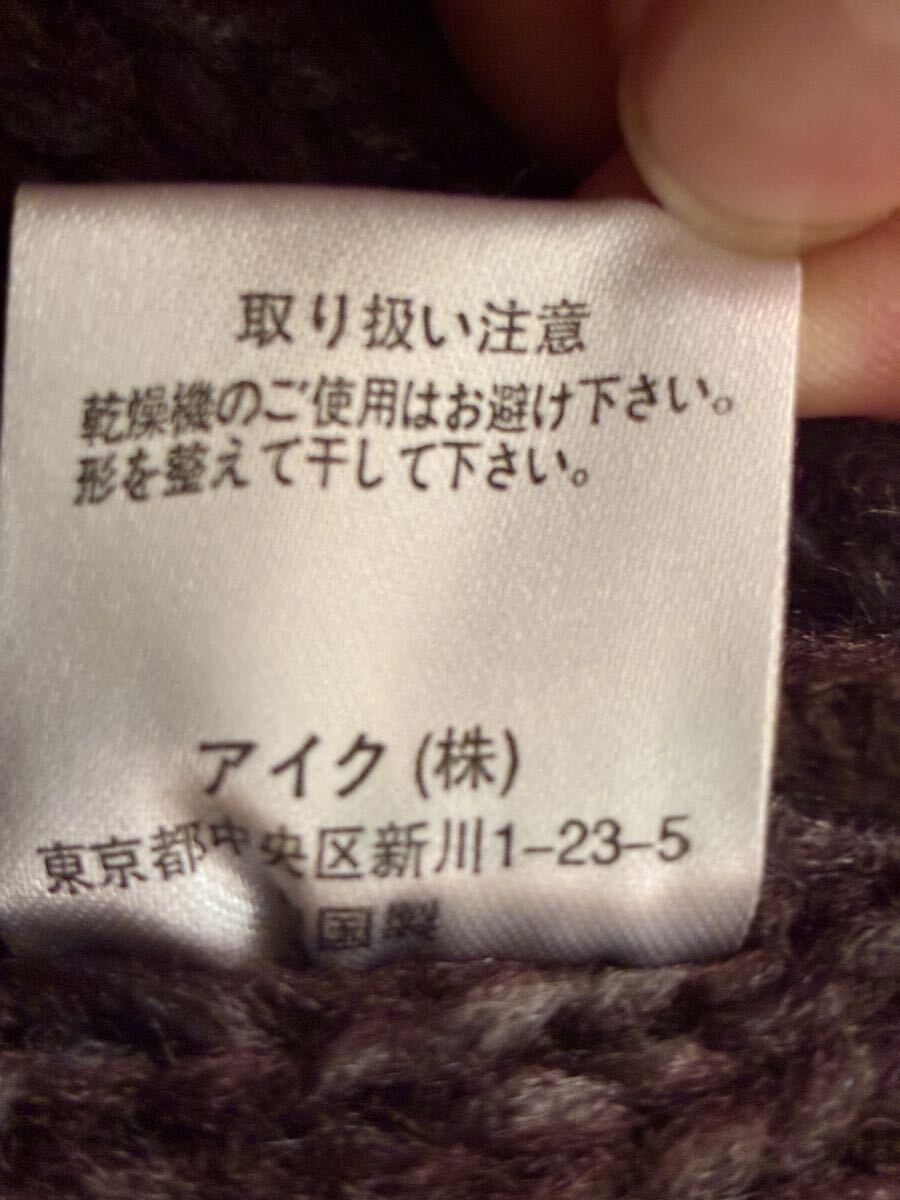 取り扱い注意
乾燥機のご使用はお避け下さい。
形を整えて干して下さい。
アイク(株)
東京都中央区新川1-23-5
国製